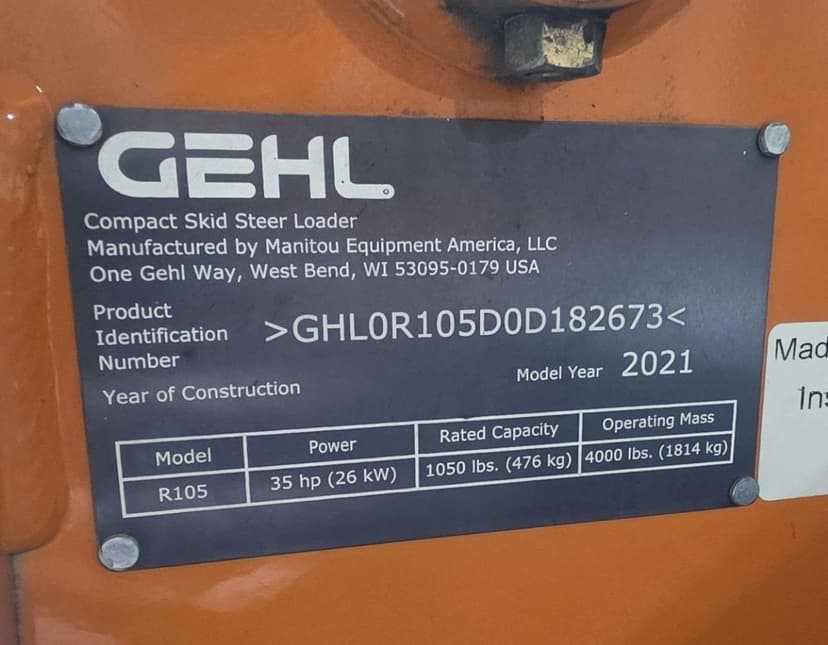 GEHL
Compact Skid Steer Loader
Manufactured by Manitou Equipment America, LLC
One Gehl Way, West Bend, WI 53095-0179 USA
Product
Identification
Number
>GHL0R105D0D182673<
Year of Construction
Model Year 2021
Model Power Rated Capacity Operating Mass
R105 35 hp (26 kW) 1050 lbs. (476 kg) 4000 lbs. (1814 kg)